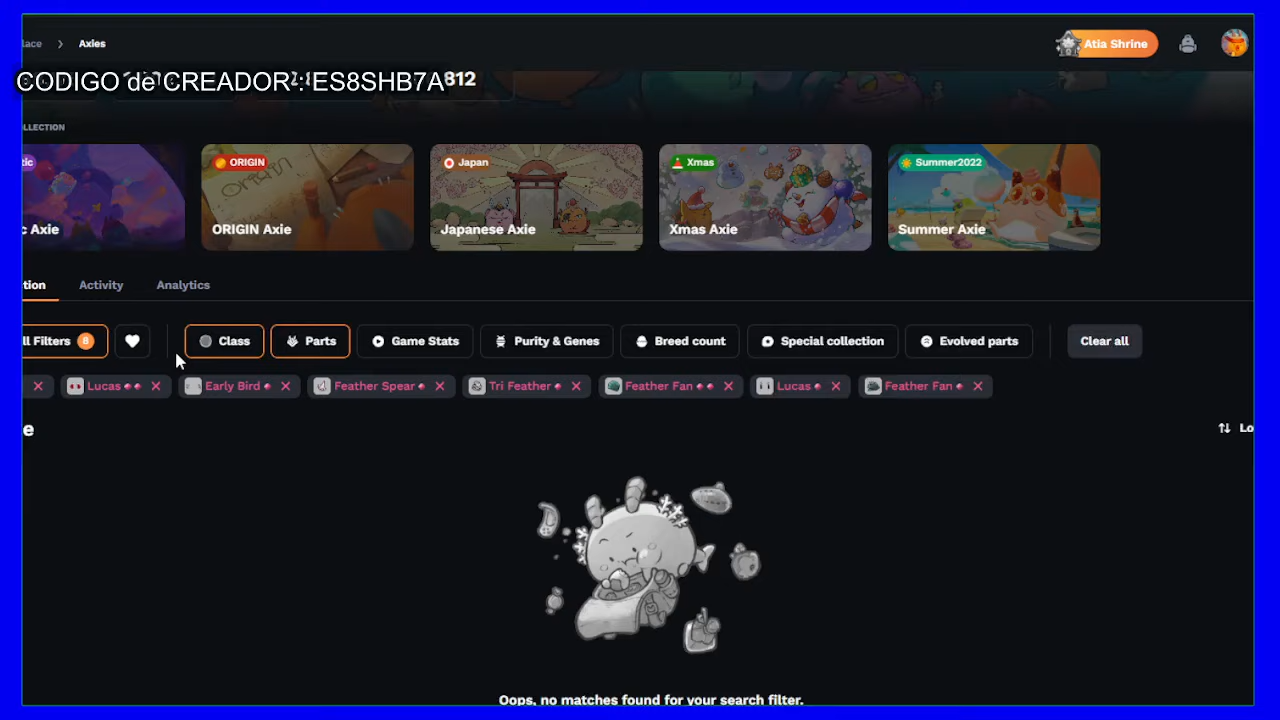 lace > Axies
Atia Shrine
CODIGO de CREADOR : ES8SHB7A
812
LLECTION
tic
ORIGIN
Japan
Xmas
Summer2022
c Axie
ORIGIN Axie
Japanese Axie
Xmas Axie
Summer Axie
tion
Activity
Analytics
ll Filters 8
Class
Parts
Game Stats
Purity & Genes
Breed count
Special collection
Evolved parts
Clear all
Lucas
Early Bird
Feather Spear
Tri Feather
Feather Fan
Lucas
Feather Fan
e
Lo
Oops, no matches found for your search filter.